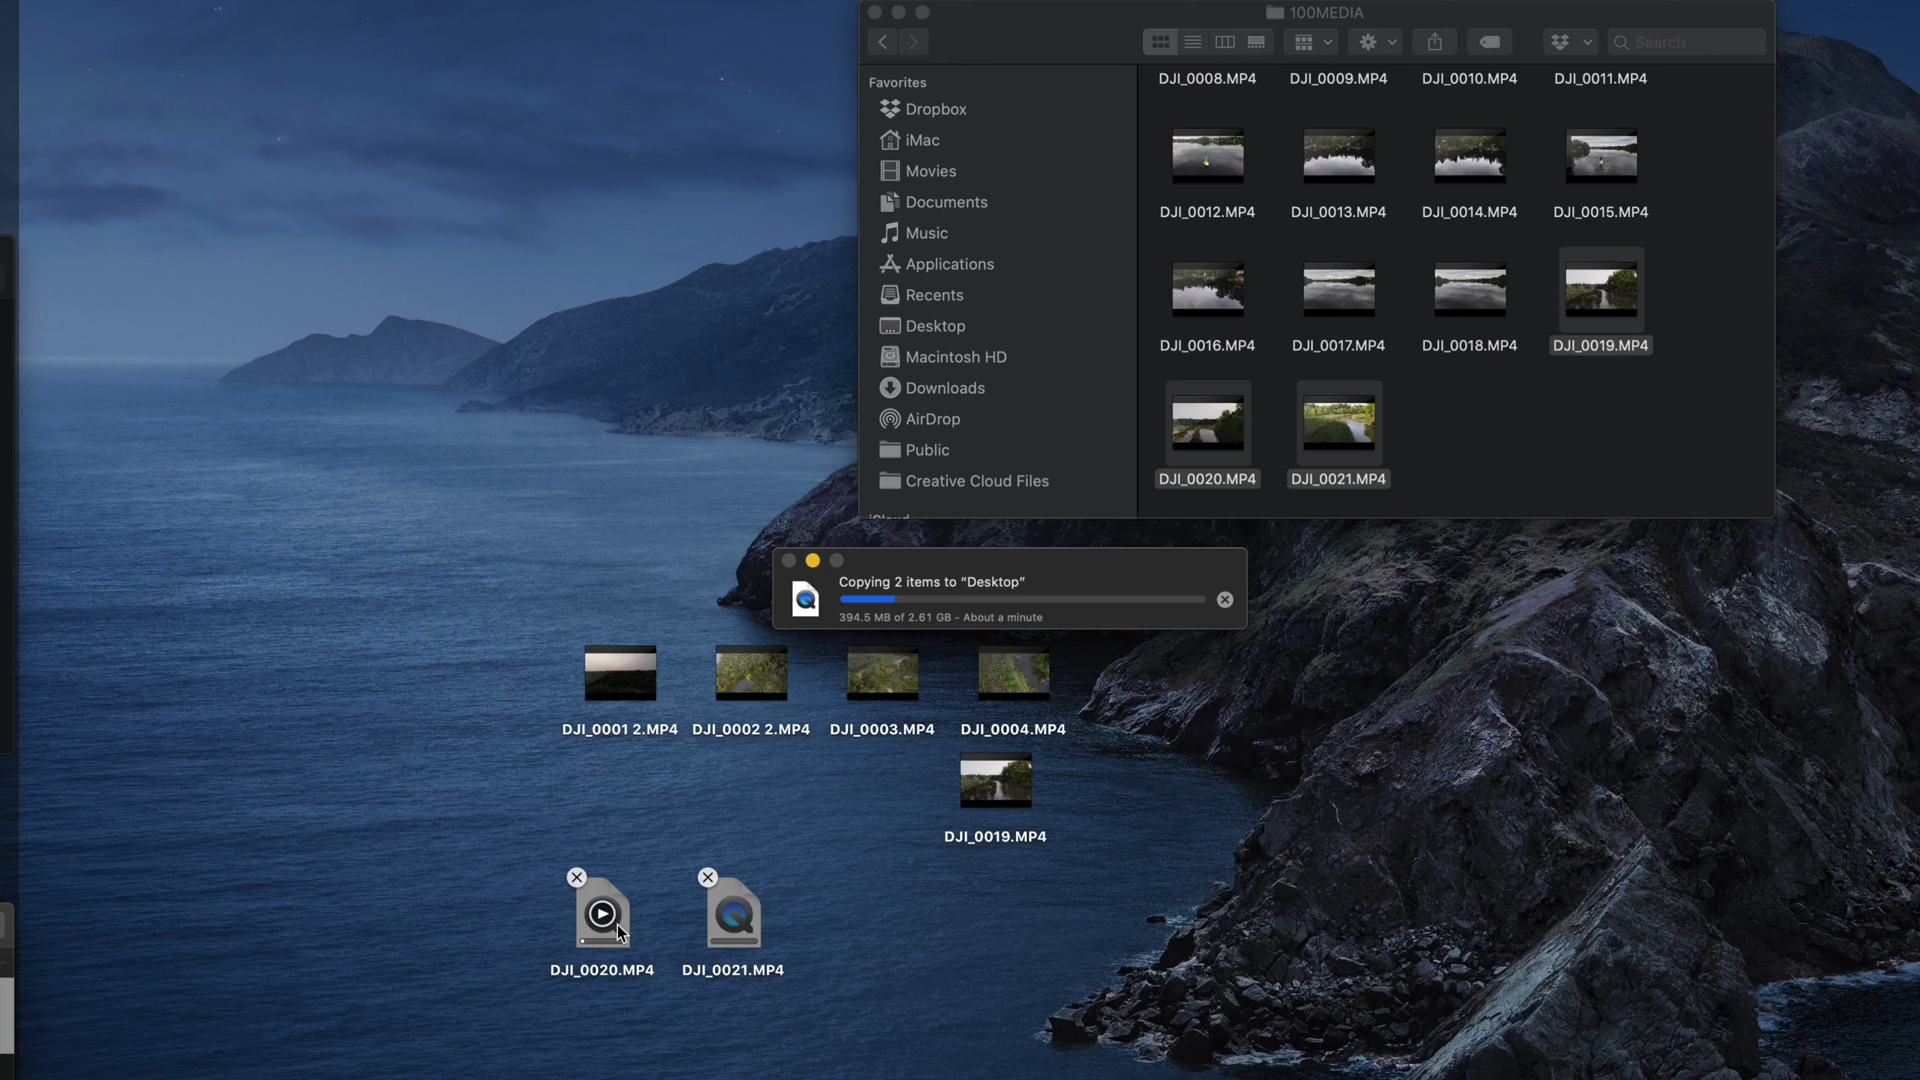 100MEDIA
Search
Favorites
Dropbox
iMac
Movies
Documents
Music
Applications
Recents
Desktop
Macintosh HD
Downloads
AirDrop
Public
Creative Cloud Files
iCloud
DJI_0008.MP4 DJI_0009.MP4 DJI_0010.MP4 DJI_0011.MP4
DJI_0012.MP4 DJI_0013.MP4 DJI_0014.MP4 DJI_0015.MP4
DJI_0016.MP4 DJI_0017.MP4 DJI_0018.MP4 DJI_0019.MP4
DJI_0020.MP4 DJI_0021.MP4
Copying 2 items to “Desktop”
394.5 MB of 2.61 GB - About a minute
DJI_0001 2.MP4 DJI_0002 2.MP4 DJI_0003.MP4 DJI_0004.MP4
DJI_0019.MP4
DJI_0020.MP4 DJI_0021.MP4